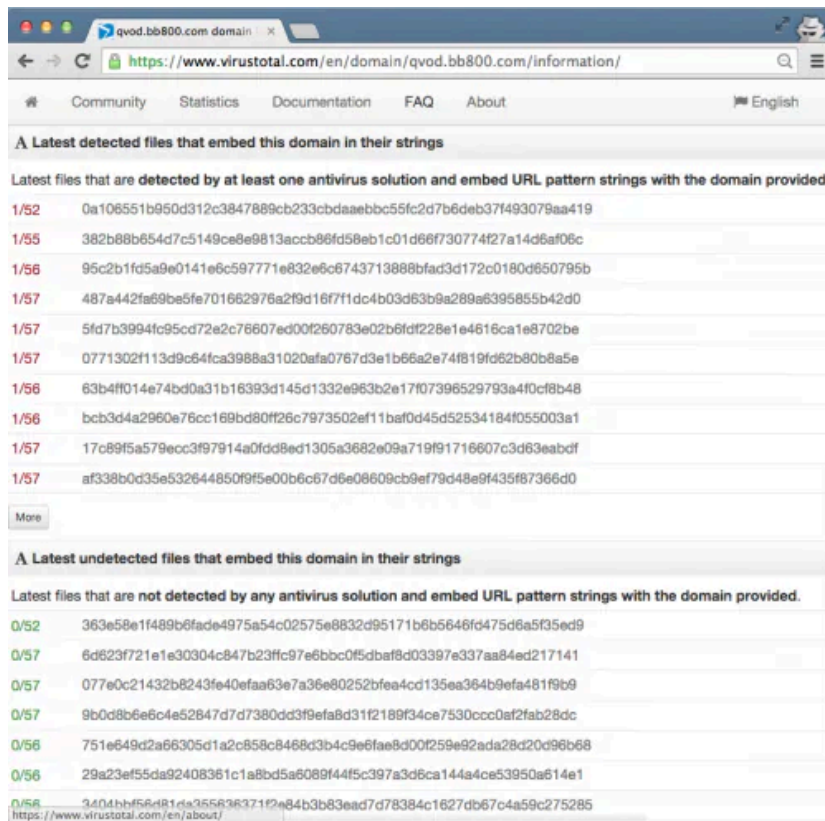 qvod.bb800.com domain
https://www.virustotal.com/en/domain/qvod.bb800.com/information/
Community Statistics Documentation FAQ About English
A Latest detected files that embed this domain in their strings
Latest files that are detected by at least one antivirus solution and embed URL pattern strings with the domain provided
1/52 0a106551b950d312c3847889cb233cbdaaebbc55fc2d7b6deb37f493079aa419
1/55 382b88b654d7c5149ce8e9813accb86fd58eb1c01d66f730774f27a14d6af06c
1/56 95c2b1fd5a9e0141e6c597771e832e6c6743713888bfad3d172c0180d650795b
1/57 487a442fa69be5fe701662976a2f9d16f7f1dc4b03d63b9a289a6395855b42d0
1/57 5fd7b3994fc95cd72e2c76607ed00f260783e02b6fdf228e1e4616ca1e8702be
1/57 0771302f113d9c64fca3988a31020afa0767d3e1b66a2e74f819fd62b80b8a5e
1/56 63b4ff014e74bd0a31b16393d145d1332e963b2e17f07396529793a4f0cf8b48
1/56 bcb3d4a2960e76cc169bd80ff26c7973502ef11baf0d45d52534184f055003a1
1/57 17c89f5a579ecc3f97914a0fdd8ed1305a3682e09a719f91716607c3d63eabdf
1/57 af338b0d35e532644850f9f5e00b6c67d6e08609cb9ef79d48e9f435f87366d0
More
A Latest undetected files that embed this domain in their strings
Latest files that are not detected by any antivirus solution and embed URL pattern strings with the domain provided.
0/52 363e58e1f489b6fade4975a54c02575e8832d95171b6b5646fd475d6a5f35ed9
0/57 6d623f721e1e30304c847b23ffc97e6bbc0f5dbaf8d03397e337aa84ed217141
0/57 077e0c21432b8243fe40efaa63e7a36e80252bfea4cd135ea364b9efa481f9b9
0/57 9b0d8b6e6c4e52847d7d7380dd3f9efa8d31f2189f34ce7530ccc0af2fab28dc
0/56 751e649d2a66305d1a2c858c8468d3b4c9e6fae8d00f259e92ada28d20d96b68
0/56 29a23ef55da92408361c1a8bd5a6089f44f5c397a3d6ca144a4ce53950a614e1
0/56 3404bbf56d81da355636371f2e84b3b83ead7d78384c1627db67c4a59c275285
https://www.virustotal.com/en/about/